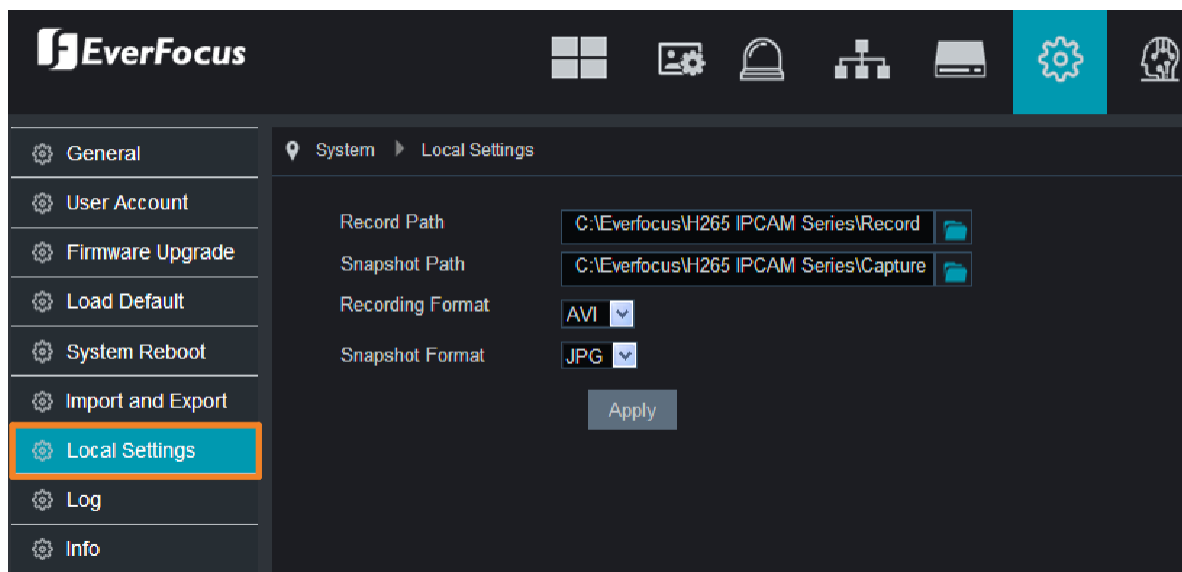 EverFocus
General
User Account
Firmware Upgrade
Load Default
System Reboot
Import and Export
Local Settings
Log
Info
System Local Settings
Record Path C:\Everfocus\H265 IPCAM Series\Record
Snapshot Path C:\Everfocus\H265 IPCAM Series\Capture
Recording Format AVI
Snapshot Format JPG
Apply